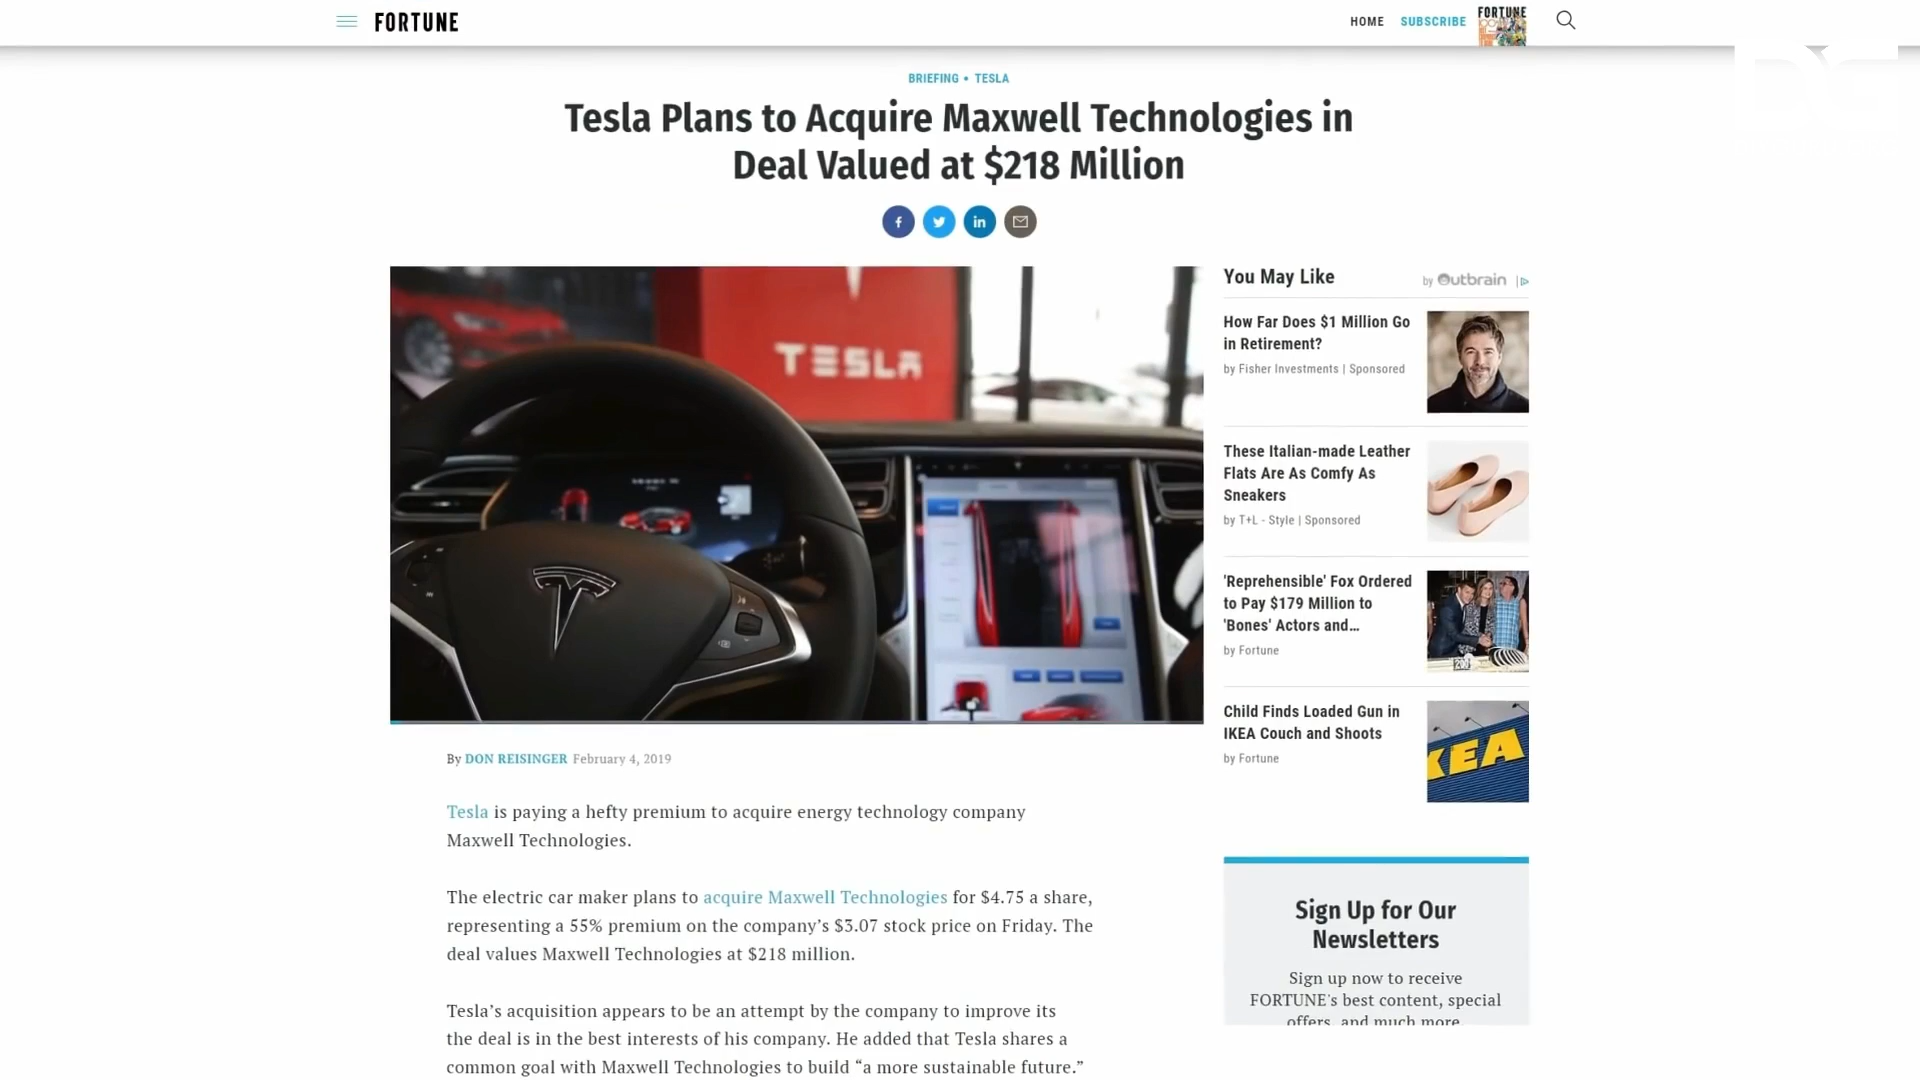 FORTUNE
HOME
SUBSCRIBE
FORTUNE
BRIEFING • TESLA
Tesla Plans to Acquire Maxwell Technologies in
Deal Valued at $218 Million
TESLA
By DON REISINGER February 4, 2019
Tesla is paying a hefty premium to acquire energy technology company
Maxwell Technologies.
The electric car maker plans to acquire Maxwell Technologies for $4.75 a share,
representing a 55% premium on the company’s $3.07 stock price on Friday. The
deal values Maxwell Technologies at $218 million.
Tesla’s acquisition appears to be an attempt by the company to improve its
the deal is in the best interests of his company. He added that Tesla shares a
common goal with Maxwell Technologies to build “a more sustainable future.”
You May Like
by Outbrain
How Far Does $1 Million Go
in Retirement?
by Fisher Investments | Sponsored
These Italian-made Leather
Flats Are As Comfy As
Sneakers
by T+L - Style | Sponsored
'Reprehensible' Fox Ordered
to Pay $179 Million to
'Bones' Actors and…
by Fortune
Child Finds Loaded Gun in
IKEA Couch and Shoots
by Fortune
KEA
Sign Up for Our
Newsletters
Sign up now to receive
FORTUNE's best content, special
offers, and much more.